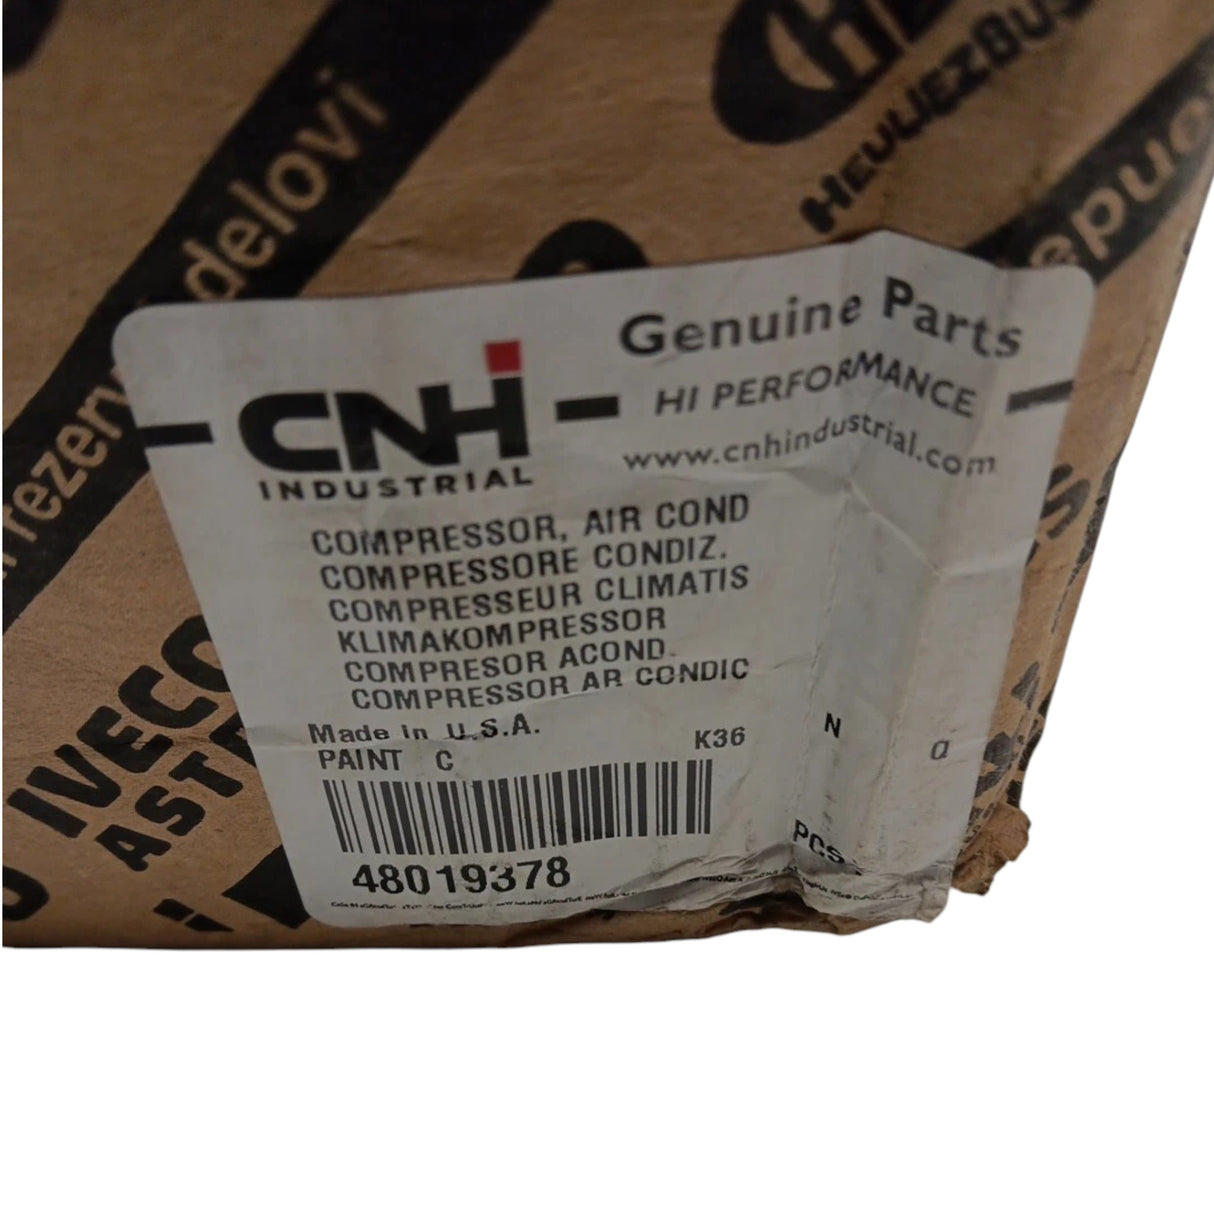 delovi
HEULIEZBUS
CNH
INDUSTRIAL
Genuine Parts
HI PERFORMANCE
www.cnhindustrial.com
COMPRESSOR, AIR COND
COMPRESSORE CONDIZ.
COMPRESSEUR CLIMATIS
KLIMAKOMPRESSOR
COMPRESOR ACOND.
COMPRESSOR AR CONDIC
Made in U.S.A.
PAINT C
K36
N
Q
PCS
48019378
IVECO